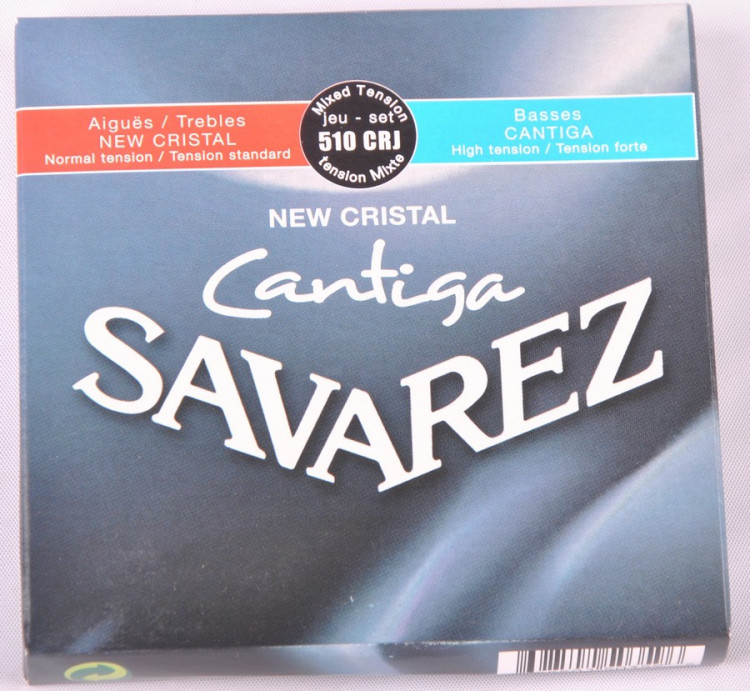 Aiguës / Trebles
NEW CRISTAL
Normal tension / Tension standard
Mixed Tension
jeu - set
510 CRJ
tension Mixte
Basses
CANTIGA
High tension / Tension forte
NEW CRISTAL
Cantiga
SAVAREZ